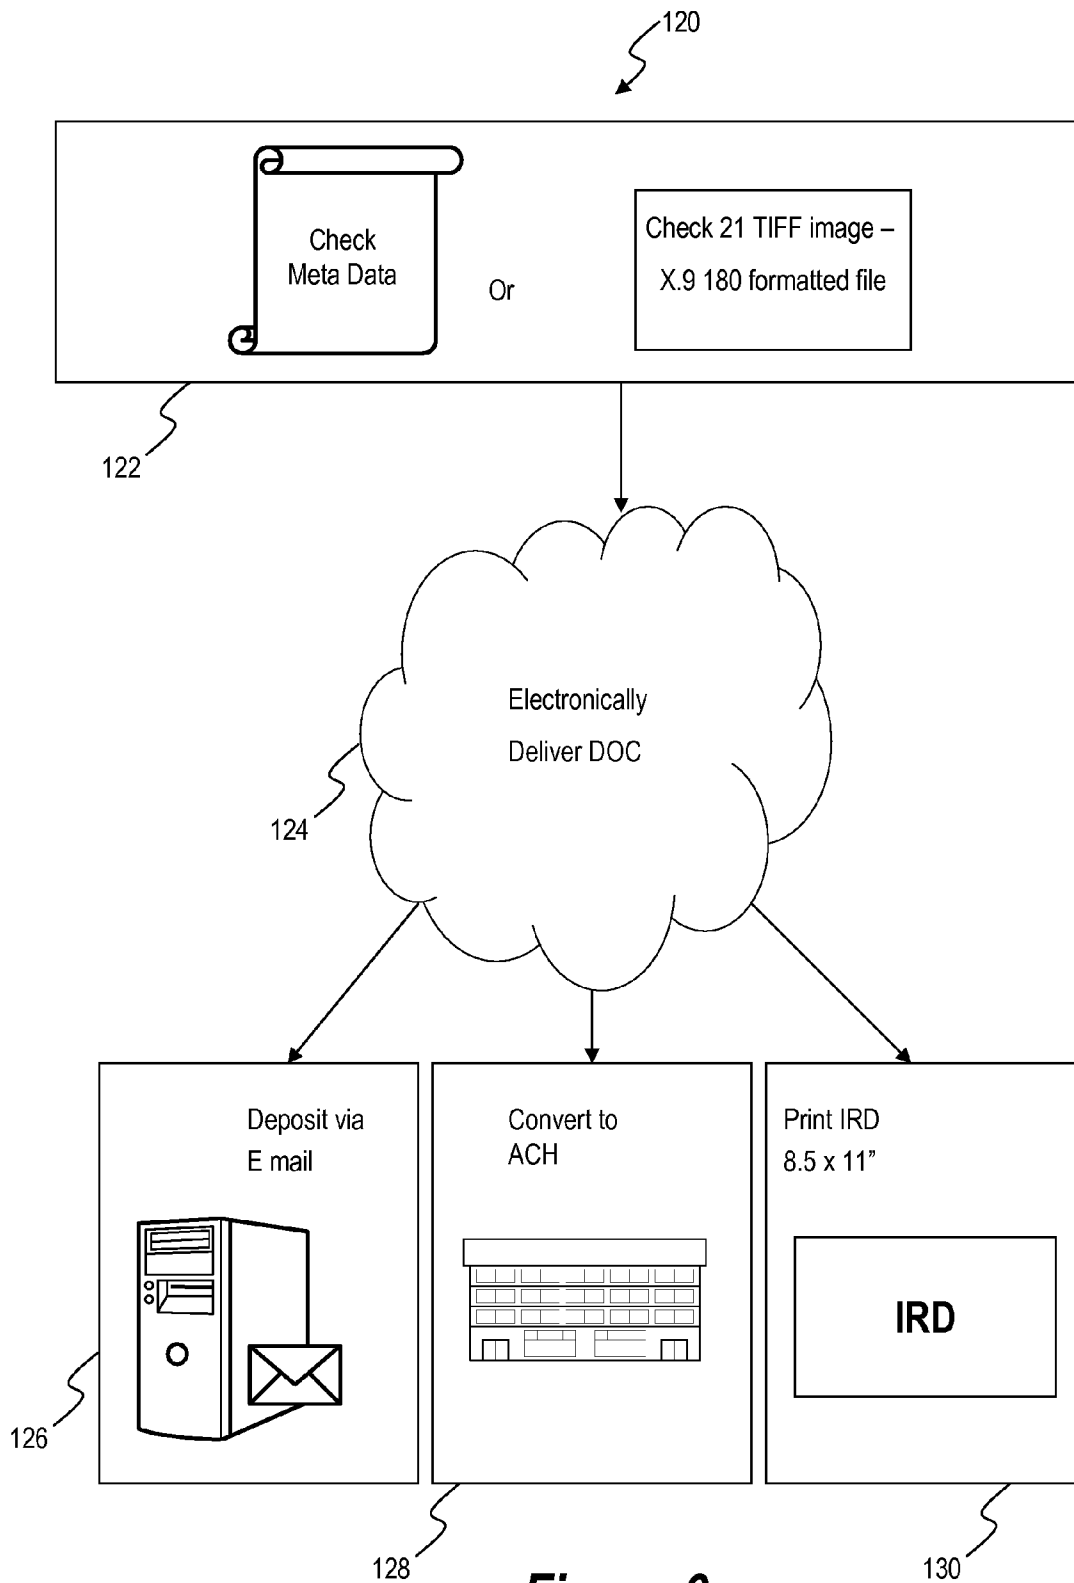 120
Check
Meta Data
Or
Check 21 TIFF image –
X.9 180 formatted file
122
Electronically
Deliver DOC
124
Deposit via
E mail
Convert to
ACH
Print IRD
8.5 x 11”
IRD
126
128
130